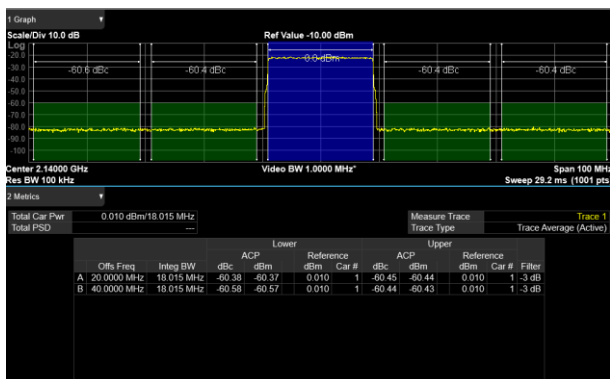 1 Graph
Scale/Div 10.0 dB Ref Value -10.00 dBm
Log
-20.0
-30.0
-40.0
-50.0
-60.0
-70.0
-80.0
-90.0
-100
-60.6 dBc -60.4 dBc 0.0 dBm -60.4 dBc -60.4 dBc
Center 2.14000 GHz Video BW 1.0000 MHz* Span 100 MHz
Res BW 100 kHz Sweep 29.2 ms (1001 pts
2 Metrics
Total Car Pwr 0.010 dBm/18.015 MHz Measure Trace Trace 1
Total PSD --- Trace Type Trace Average (Active)
Lower Upper
ACP Reference ACP Reference
Offs Freq Integ BW dBc dBm dBm Car # dBc dBm dBm Car # Filter
A 20.0000 MHz 18.015 MHz -60.38 -60.37 0.010 1 -60.45 -60.44 0.010 1 -3 dB
B 40.0000 MHz 18.015 MHz -60.58 -60.57 0.010 1 -60.44 -60.43 0.010 1 -3 dB